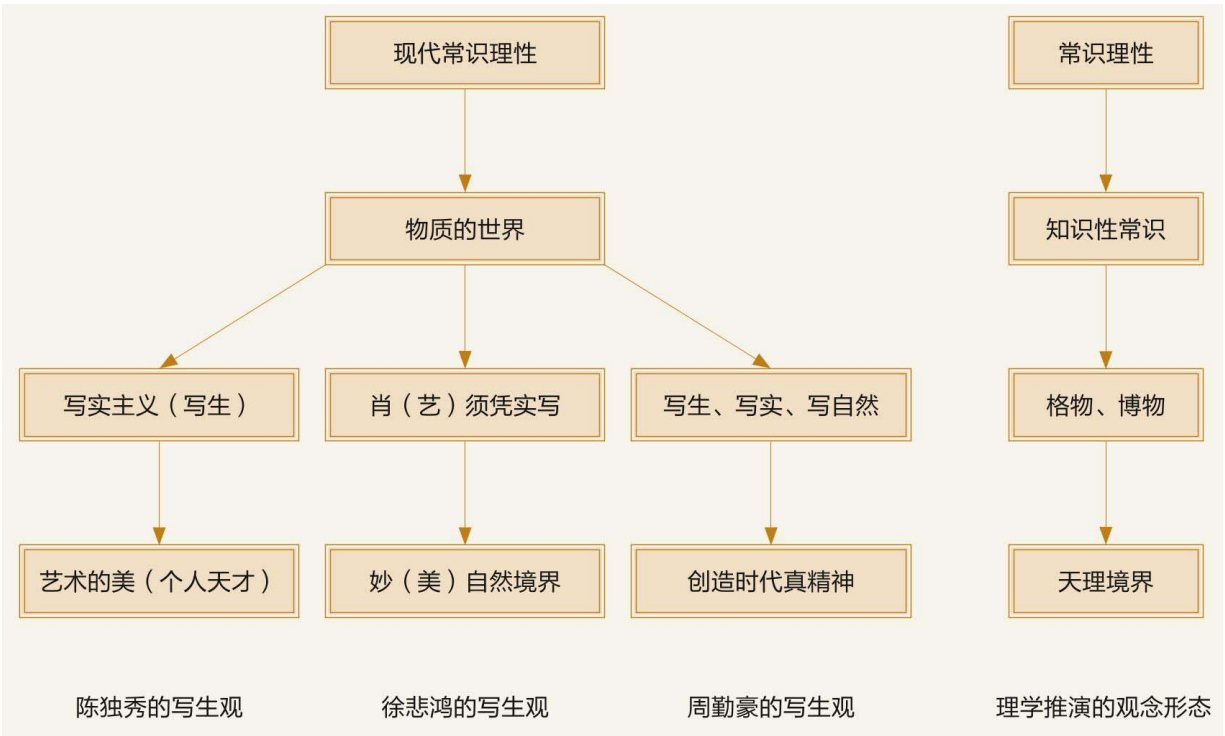 现代常识理性
常识理性
物质的世界
知识性常识
写实主义（写生）
肖（艺）须凭实写
写生、写实、写自然
格物、博物
艺术的美（个人天才）
妙（美）自然境界
创造时代真精神
天理境界
陈独秀的写生观
徐悲鸿的写生观
周勤豪的写生观
理学推演的观念形态